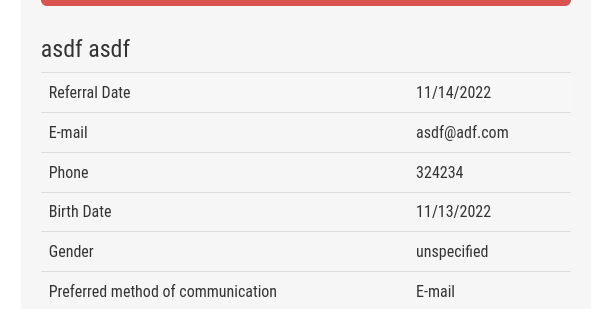 asdf asdf
Referral Date 11/14/2022
E-mail asdf@adf.com
Phone 324234
Birth Date 11/13/2022
Gender unspecified
Preferred method of communication E-mail